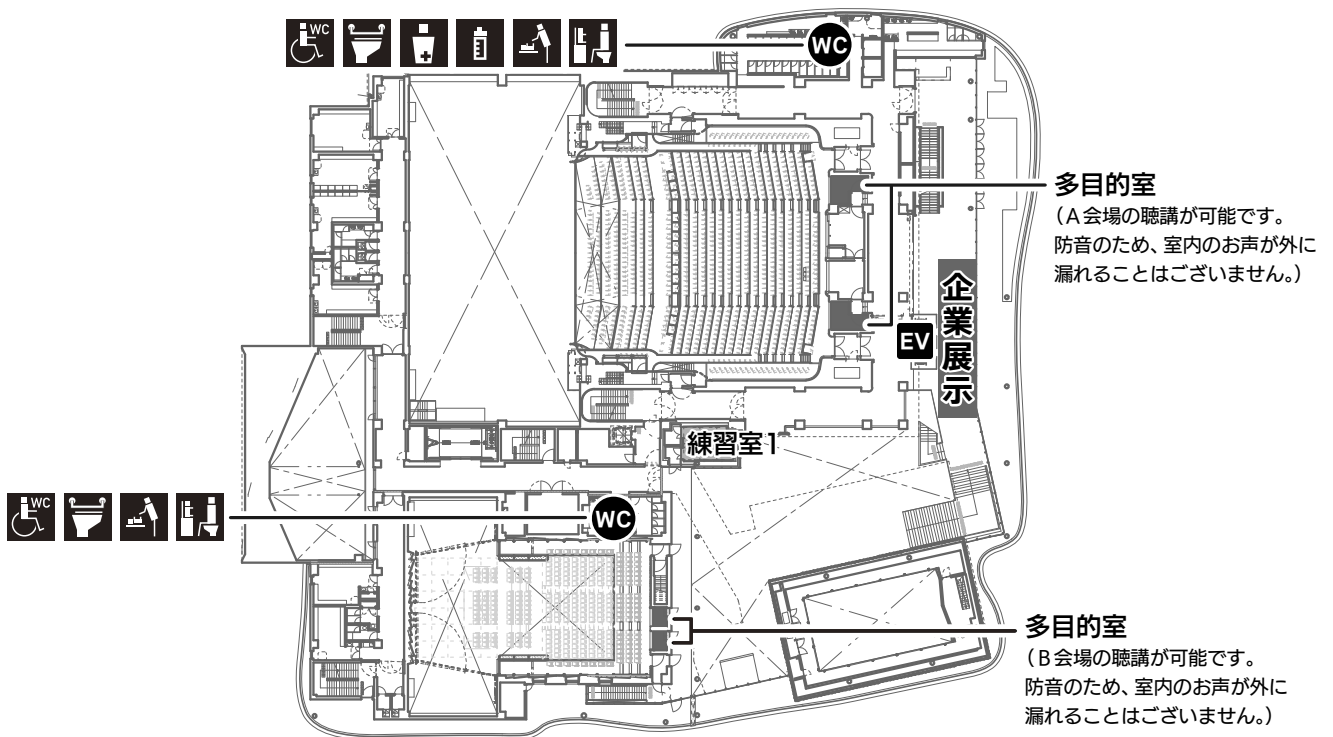 WC
WC
多目的室
(A会場の聴講が可能です。
防音のため、室内のお声が外に
漏れることはございません。)
企業展示
EV
練習室1
WC
WC
多目的室
(B会場の聴講が可能です。
防音のため、室内のお声が外に
漏れることはございません。)